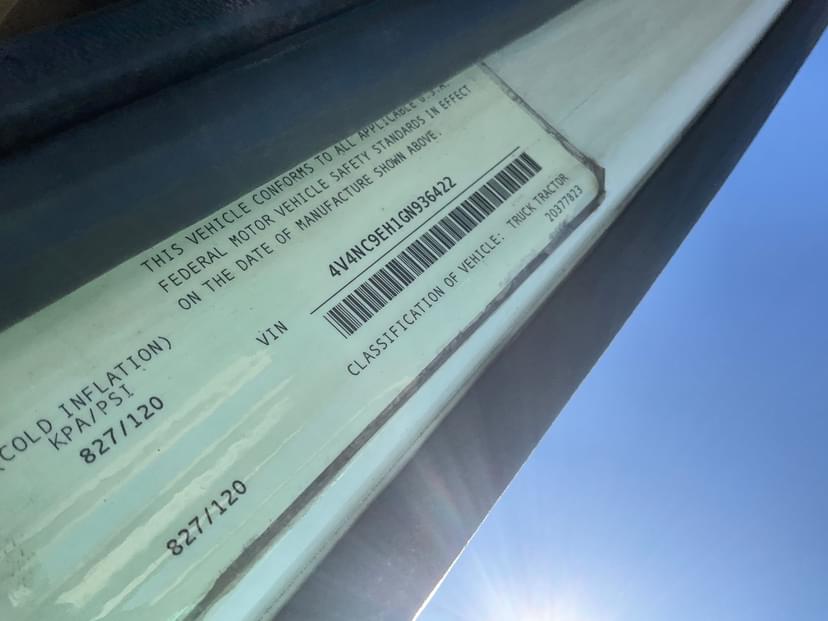 THIS VEHICLE CONFORMS TO ALL APPLICABLE U.S.A.
FEDERAL MOTOR VEHICLE SAFETY STANDARDS IN EFFECT
ON THE DATE OF MANUFACTURE SHOWN ABOVE.
(COLD INFLATION)
KPA/PSI
827/120
827/120
VIN
4V4NC9EH1GN936422
CLASSIFICATION OF VEHICLE: TRUCK TRACTOR
20377823